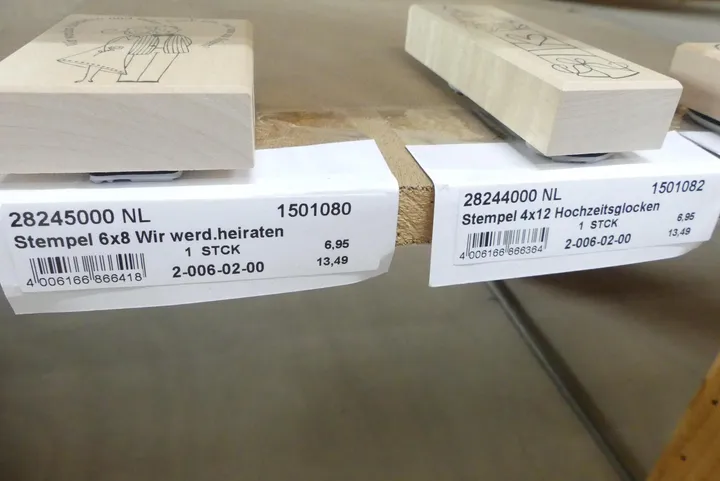 28245000 NL 1501080
Stempel 6x8 Wir werd.heiraten
1 STCK 6,95
2-006-02-00 13,49
4 006166 866418
28244000 NL 1501082
Stempel 4x12 Hochzeitsglocken
1 STCK 6,95
2-006-02-00 13,49
4 006166 866364